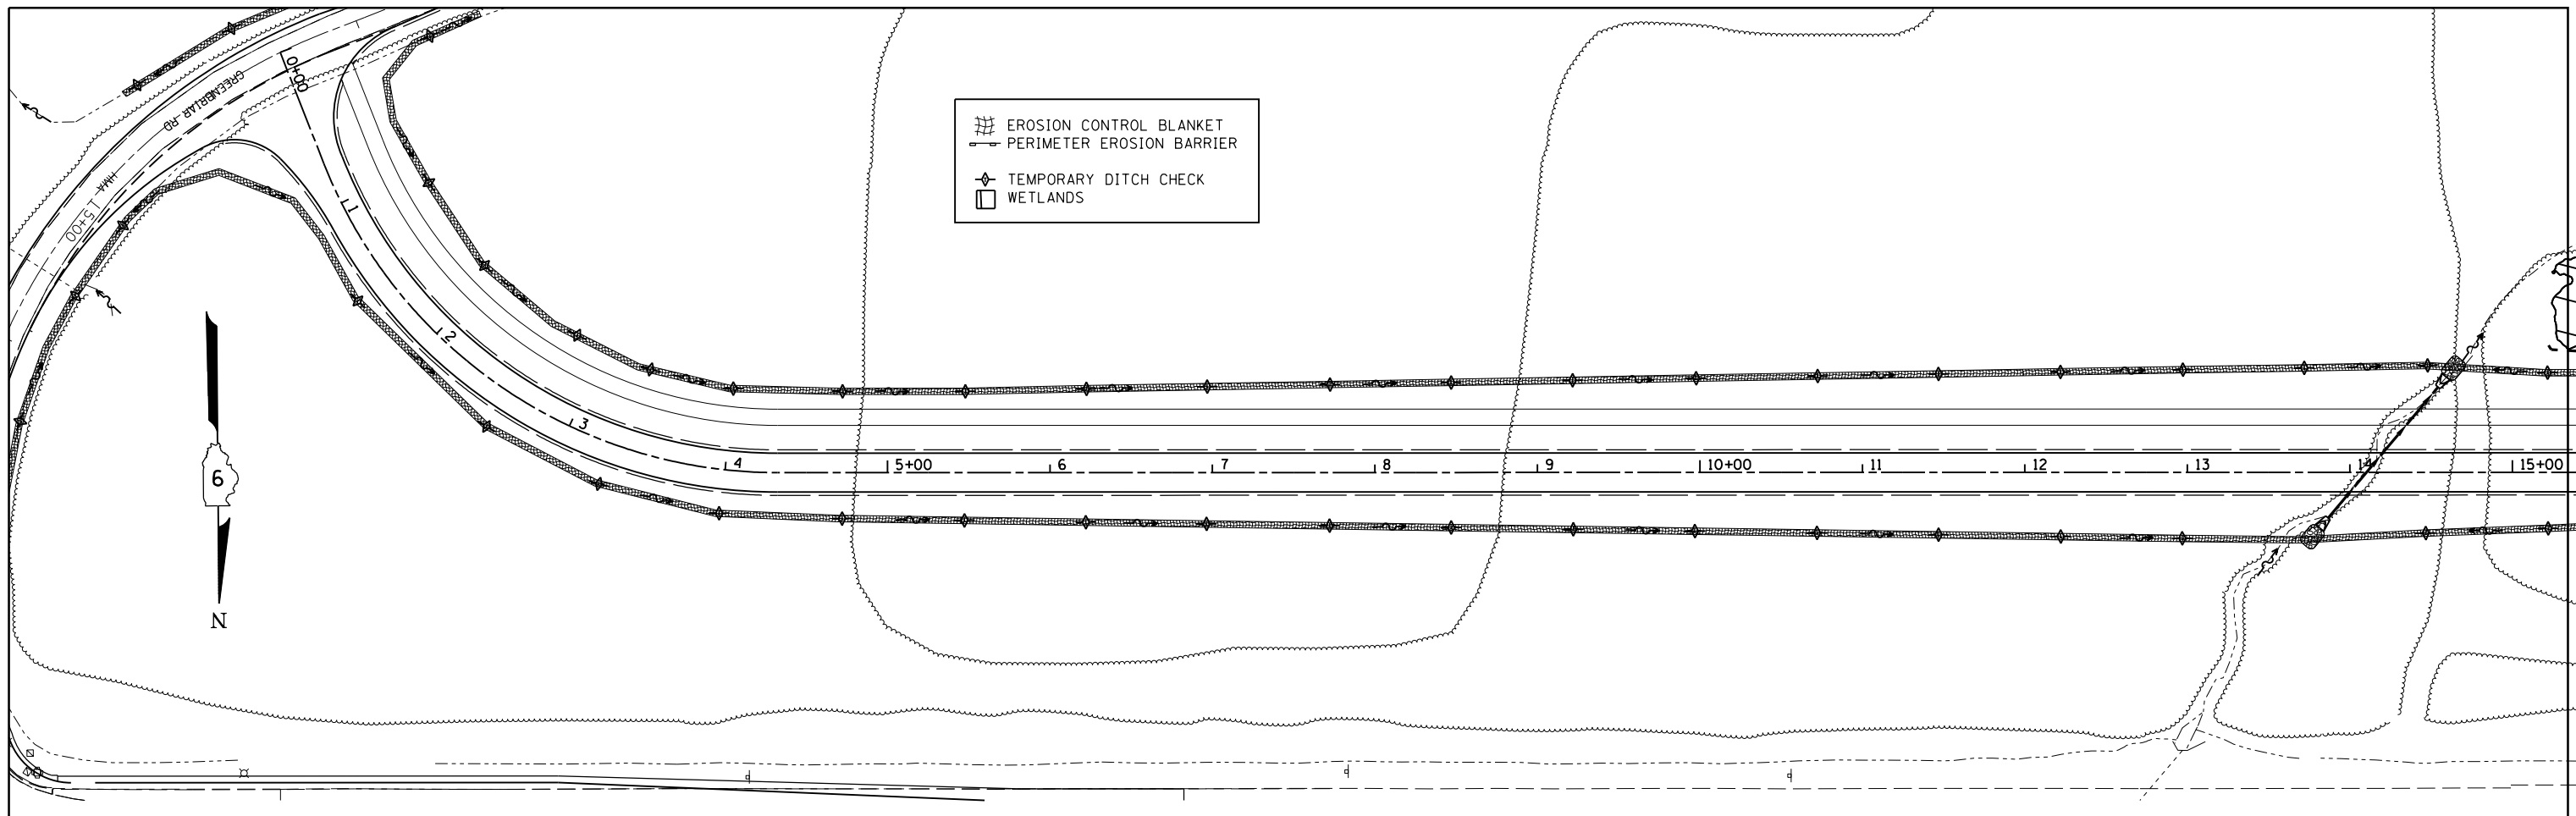 0+00
GREENBRIAR RD
HMA
15+00
EROSION CONTROL BLANKET
PERIMETER EROSION BARRIER
TEMPORARY DITCH CHECK
WETLANDS
1
2
3
4
5+00
6
7
8
9
10+00
11
12
13
14
15+00
6
N